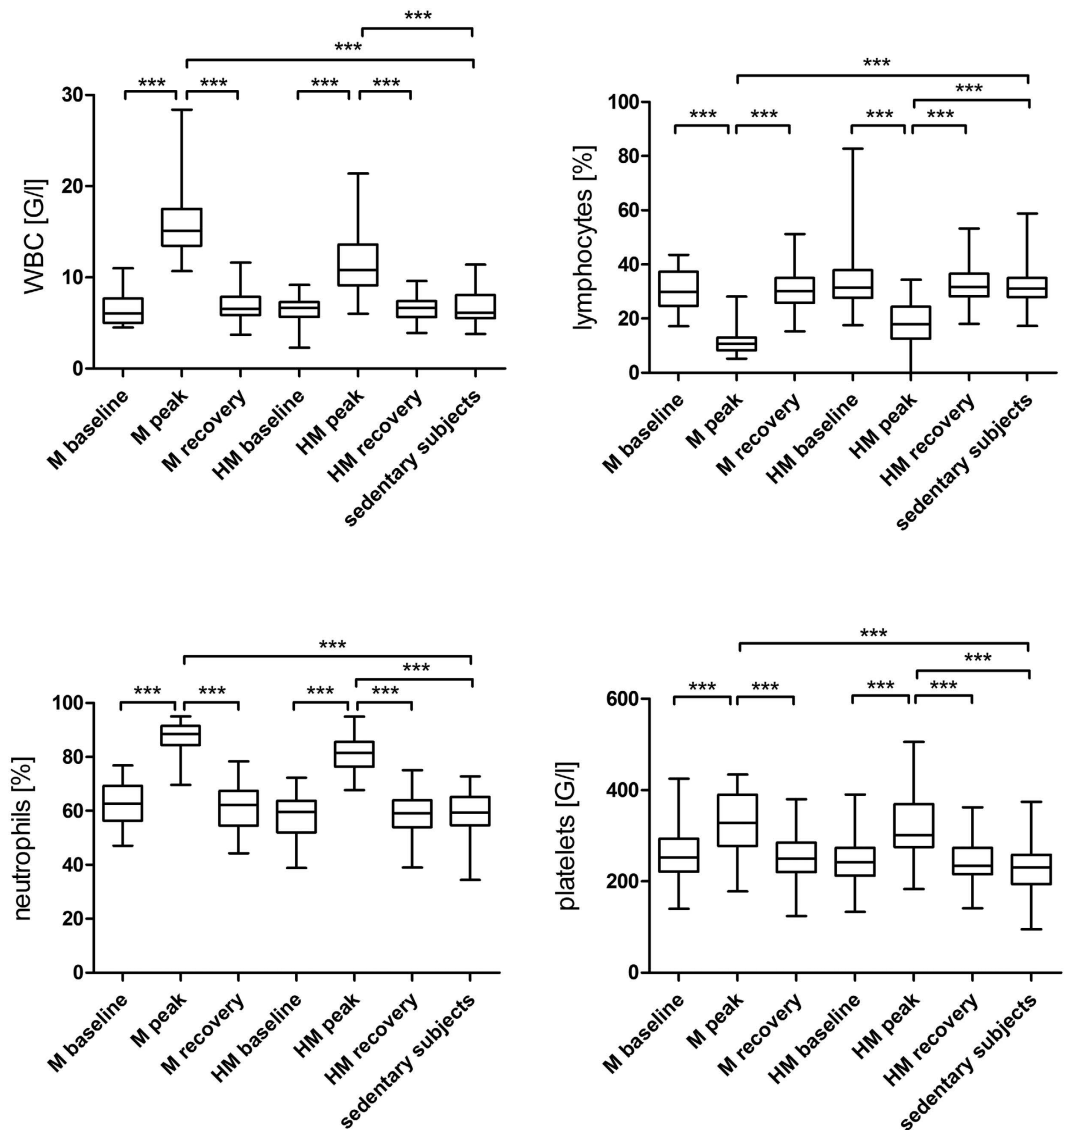 ***
***
*** *** *** ***
30
20
10
0
WBC [G/l]
M baseline
M peak
M recovery
HM baseline
HM peak
HM recovery
sedentary subjects
***
***
*** *** *** ***
100
80
60
40
20
0
lymphocytes [%]
M baseline
M peak
M recovery
HM baseline
HM peak
HM recovery
sedentary subjects
***
***
*** *** *** ***
100
80
60
40
20
0
neutrophils [%]
M baseline
M peak
M recovery
HM baseline
HM peak
HM recovery
sedentary subjects
***
***
*** *** *** ***
600
400
200
0
platelets [G/l]
M baseline
M peak
M recovery
HM baseline
HM peak
HM recovery
sedentary subjects